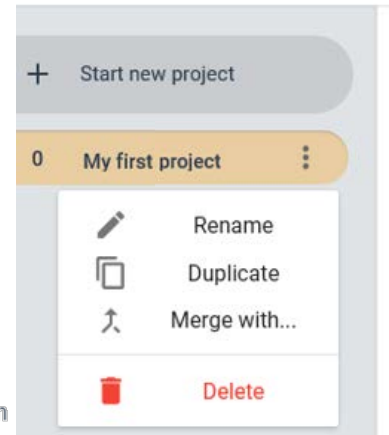 + Start new project
0 My first project
Rename
Duplicate
Merge with...
Delete